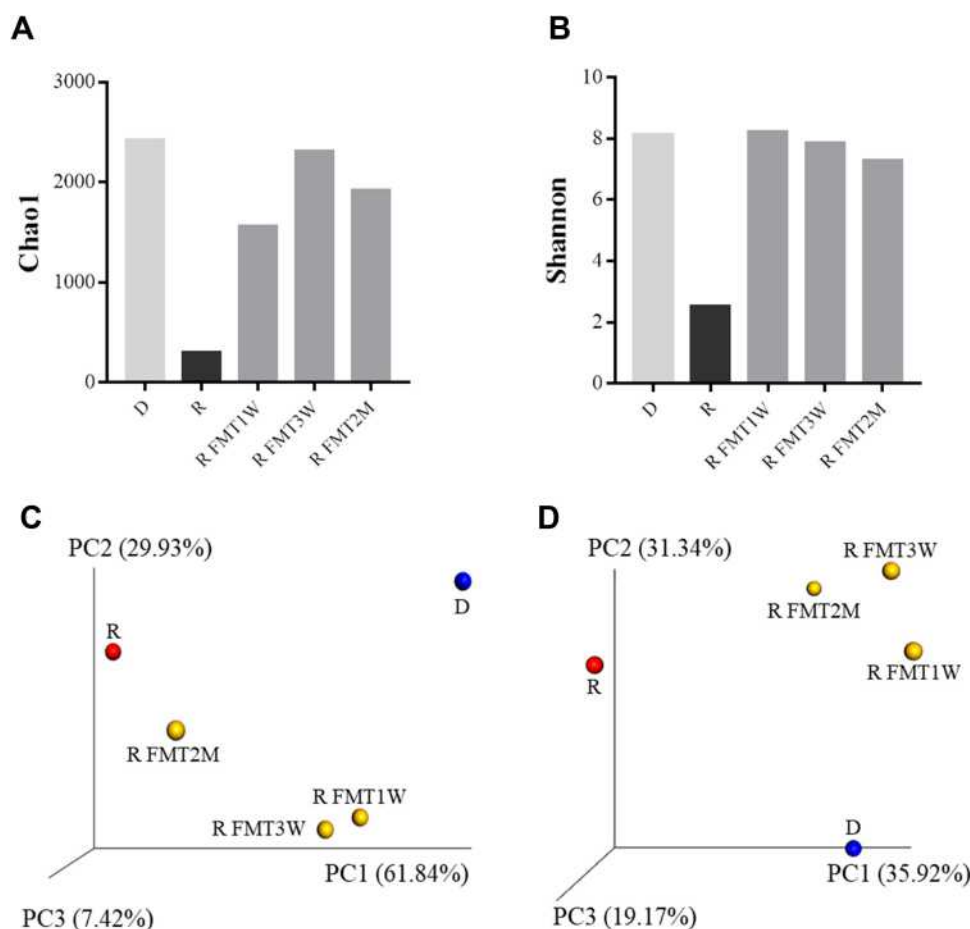 A
Chao1
3000
2000
1000
0
D
R
R FMT1W
R FMT3W
R FMT2M
B
Shannon
10
8
6
4
2
0
D
R
R FMT1W
R FMT3W
R FMT2M
C
PC2 (29.93%)
D
R
R FMT2M
R FMT1W
R FMT3W
PC1 (61.84%)
PC3 (7.42%)
D
PC2 (31.34%)
R FMT3W
R FMT2M
R FMT1W
R
D
PC1 (35.92%)
PC3 (19.17%)